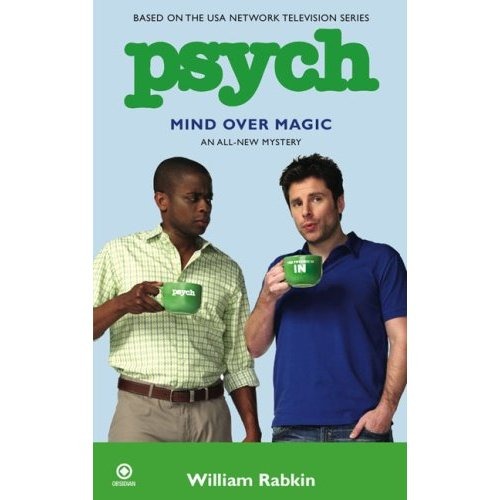 BASED ON THE USA NETWORK TELEVISION SERIES
psych
MIND OVER MAGIC
AN ALL-NEW MYSTERY
psych
IN
OBSIDIAN
William Rabkin